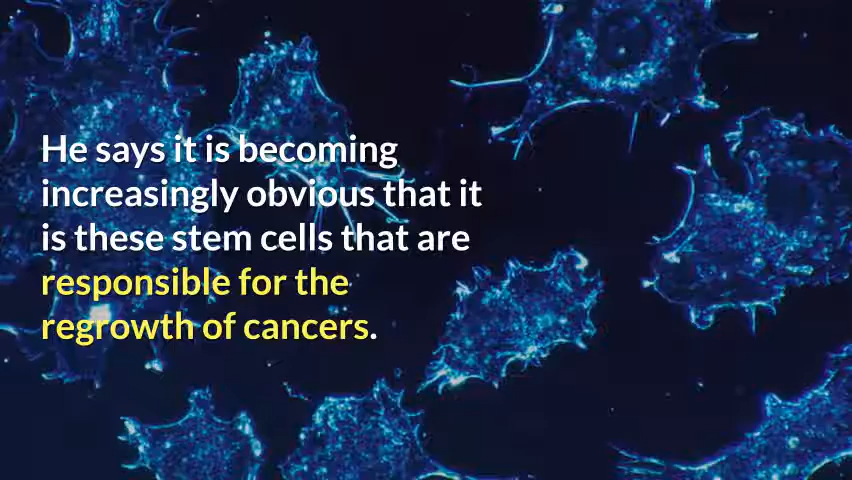 He says it is becoming
increasingly obvious that it
is these stem cells that are
responsible for the
regrowth of cancers.